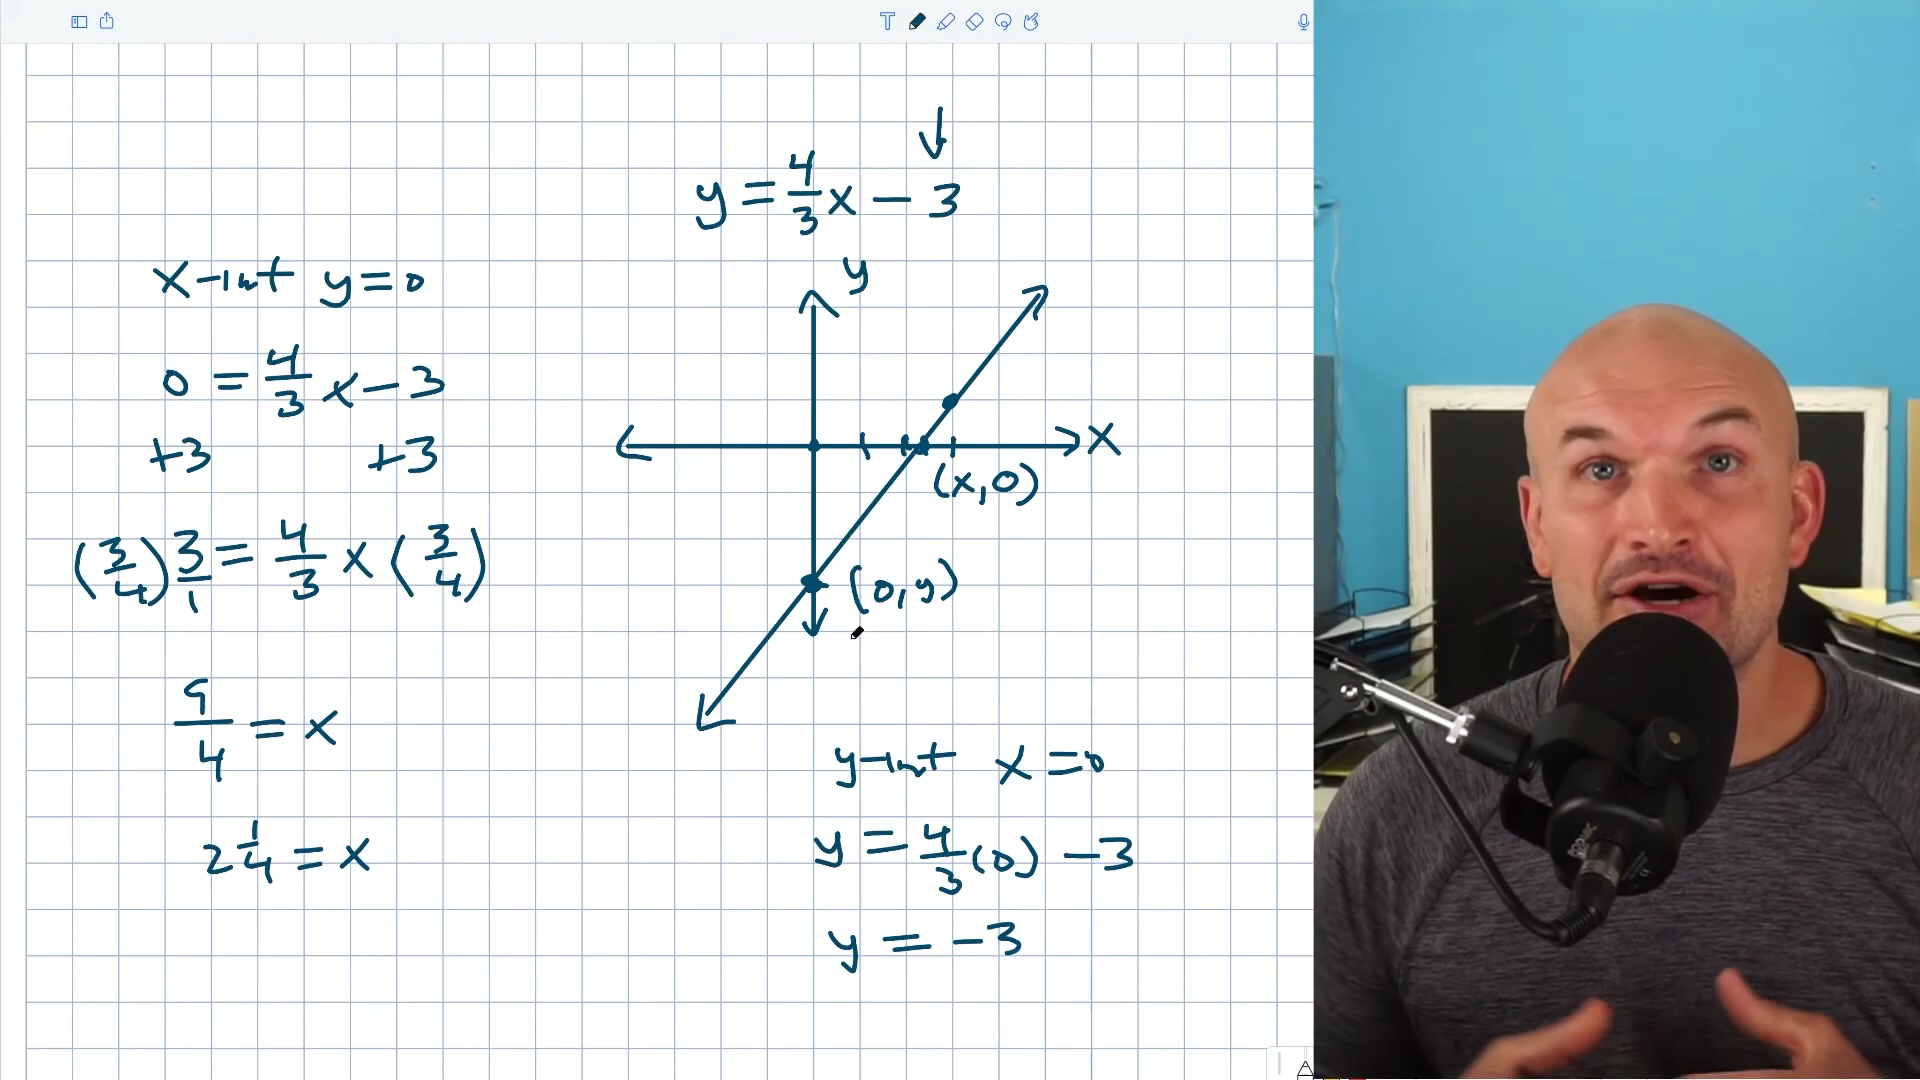 y = 4/3 x - 3
x-int y = 0
0 = 4/3 x - 3
+3 +3
(3/4) 3/1 = 4/3 x (3/4)
9/4 = x
2 1/4 = x
y
x
(x, 0)
(0, y)
y-int x = 0
y = 4/3 (0) - 3
y = -3